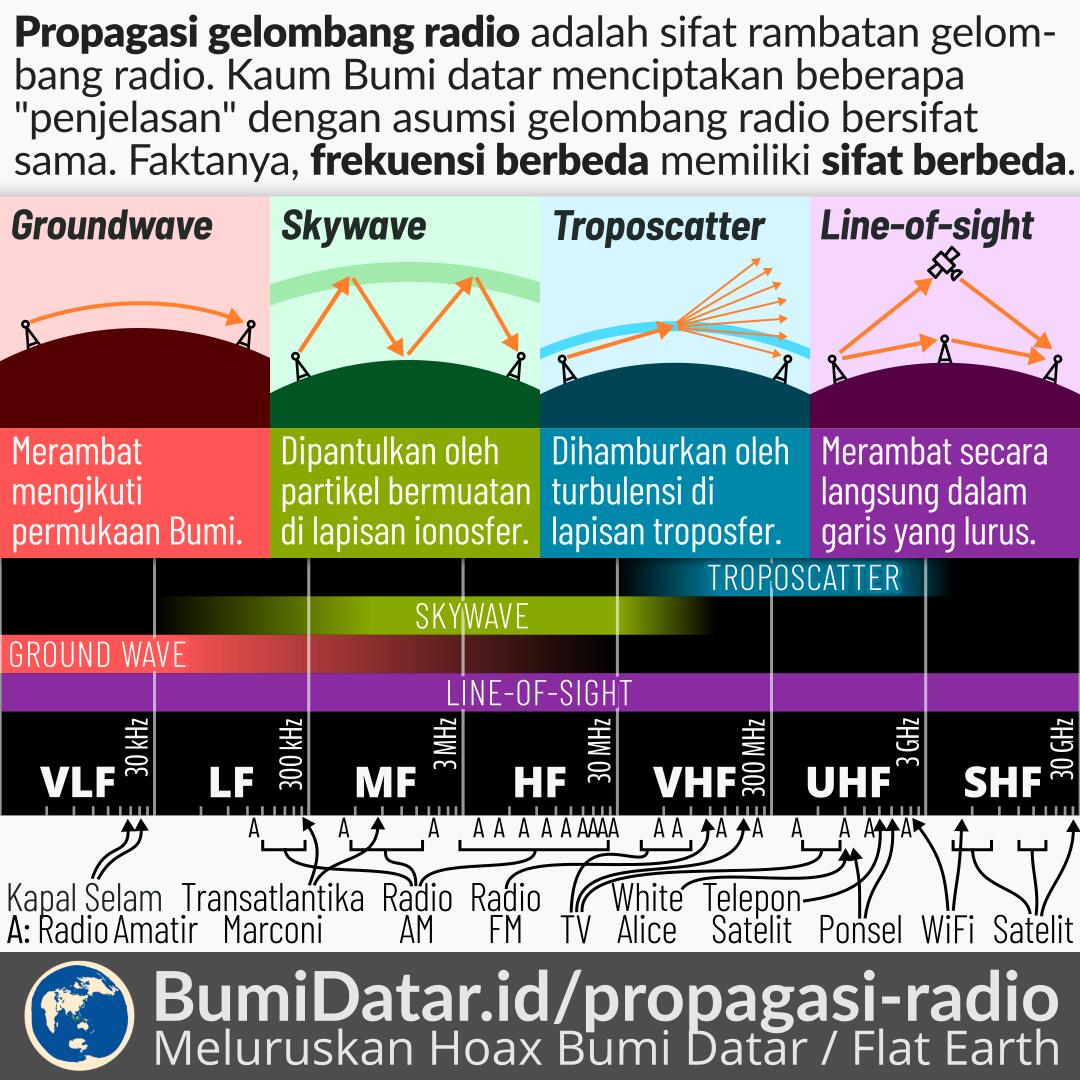 Propagasi gelombang radio adalah sifat rambatan gelom-
bang radio. Kaum Bumi datar menciptakan beberapa
"penjelasan" dengan asumsi gelombang radio bersifat
sama. Faktanya, frekuensi berbeda memiliki sifat berbeda.
Groundwave
Merambat
mengikuti
permukaan Bumi.
Skywave
Dipantulkan oleh
partikel bermuatan
di lapisan ionosfer.
Troposcatter
Dihamburkan oleh
turbulensi di
lapisan troposfer.
Line-of-sight
Merambat secara
langsung dalam
garis yang lurus.
TROPOSCATTER
SKYWAVE
GROUND WAVE
LINE-OF-SIGHT
VLF 30 kHz LF 300 kHz MF 3 MHz HF 30 MHz VHF 300 MHz UHF 3 GHz SHF 30 GHz
A A A A A A A A A A A A A A A A A A A A
Kapal Selam
A: Radio Amatir
Transatlantika
Marconi
Radio
AM
Radio
FM
TV
White
Alice
Telepon
Satelit
Ponsel
WiFi
Satelit
BumiDatar.id/propagasi-radio
Meluruskan Hoax Bumi Datar / Flat Earth